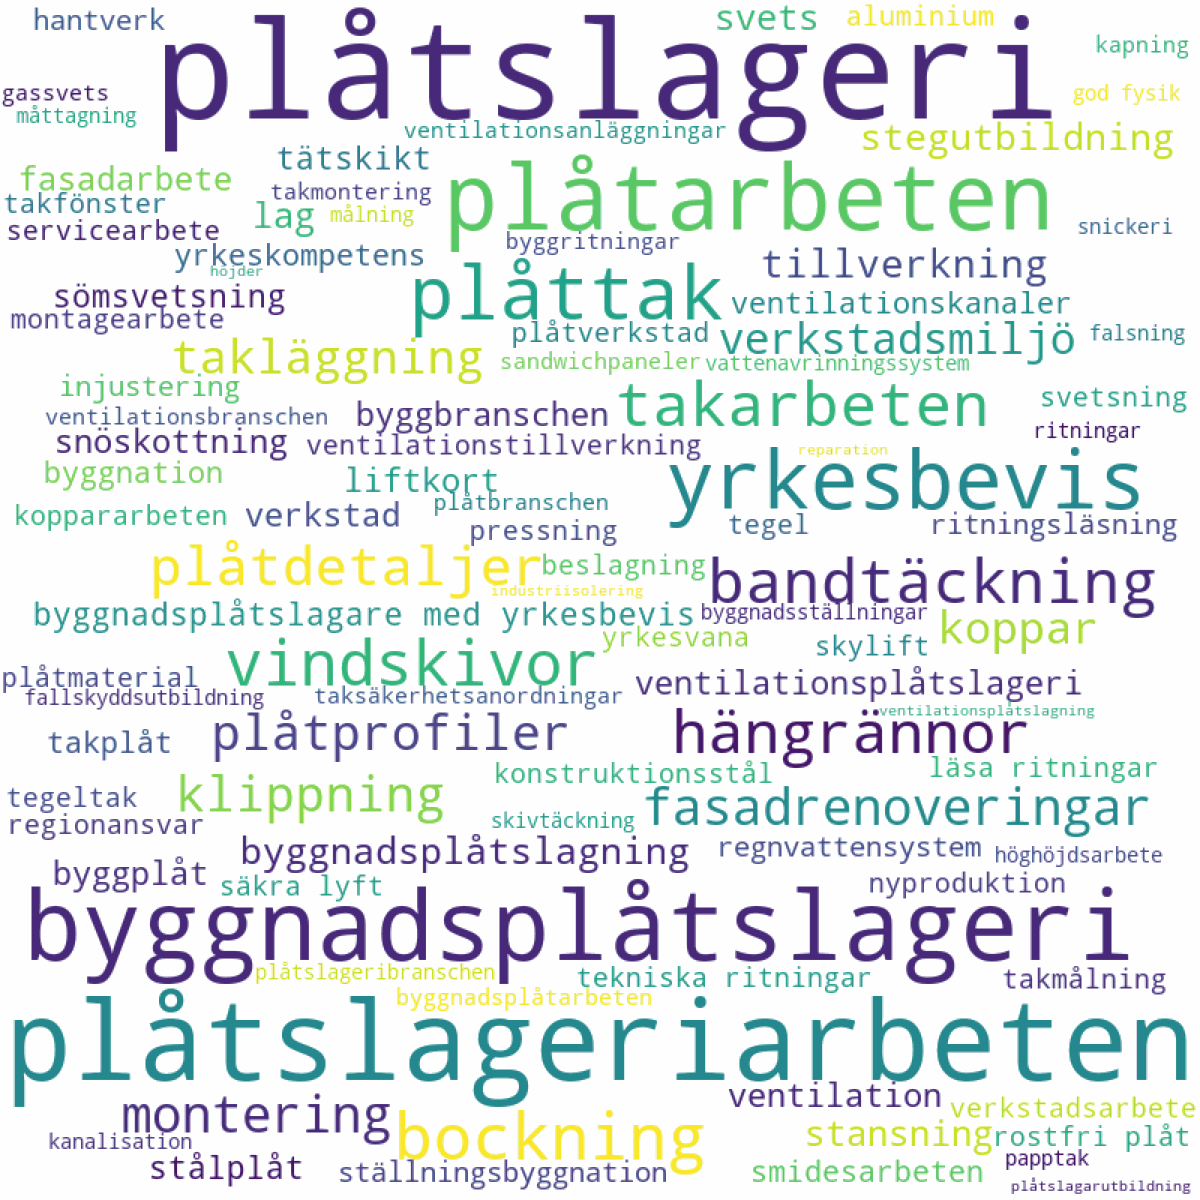 hantverk
plåtslageri
svets
aluminium
kapning
gassvets
god fysik
måttagning
ventilationsanläggningar
stegutbildning
tätskikt
fasadarbete
takmontering
plåtarbeten
takfönster
lag
målning
servicearbete
byggritningar
snickeri
yrkeskompetens
höjder
tillverkning
sömsvetsning
plåttak
ventilationskanaler
montagearbete
plåtverkstad
verkstadsmiljö
falsning
takläggning
sandwichpaneler
vattenavrinningssystem
injustering
takarbeten
svetsning
ventilationsbranschen
byggbranschen
ritningar
snöskottning
ventilationstillverkning
reparation
byggnation
liftkort
yrkesbevis
plåtbranschen
koppararbeten
verkstad
pressning
tegel
ritningsläsning
plåtdetaljer
beslagning
bandtäckning
industriisolering
byggnadsplåtslagare med yrkesbevis
byggnadsställningar
koppar
yrkesvana
skylift
vindskivor
plåtmaterial
ventilationsplåtslageri
fallskyddsutbildning
taksäkerhetsanordningar
ventilationsplåtslagning
plåtprofiler
hängrännor
takplåt
konstruktionsstål
läsa ritningar
tegeltak
klippning
fasadrenoveringar
regionansvar
skivtäckning
byggnadsplåtslagning
regnvattensystem
höghöjdsarbete
byggplåt
säkra lyft
nyproduktion
byggnadsplåtslageri
plåtslageribranschen
tekniska ritningar
takmålning
byggnadsplåtarbeten
plåtslageriarbeten
ventilation
montering
verkstadsarbete
bockning
stansning
rostfri plåt
kanalisation
papptak
stålplåt
ställningsbyggnation
smidesarbeten
plåtslagarutbildning